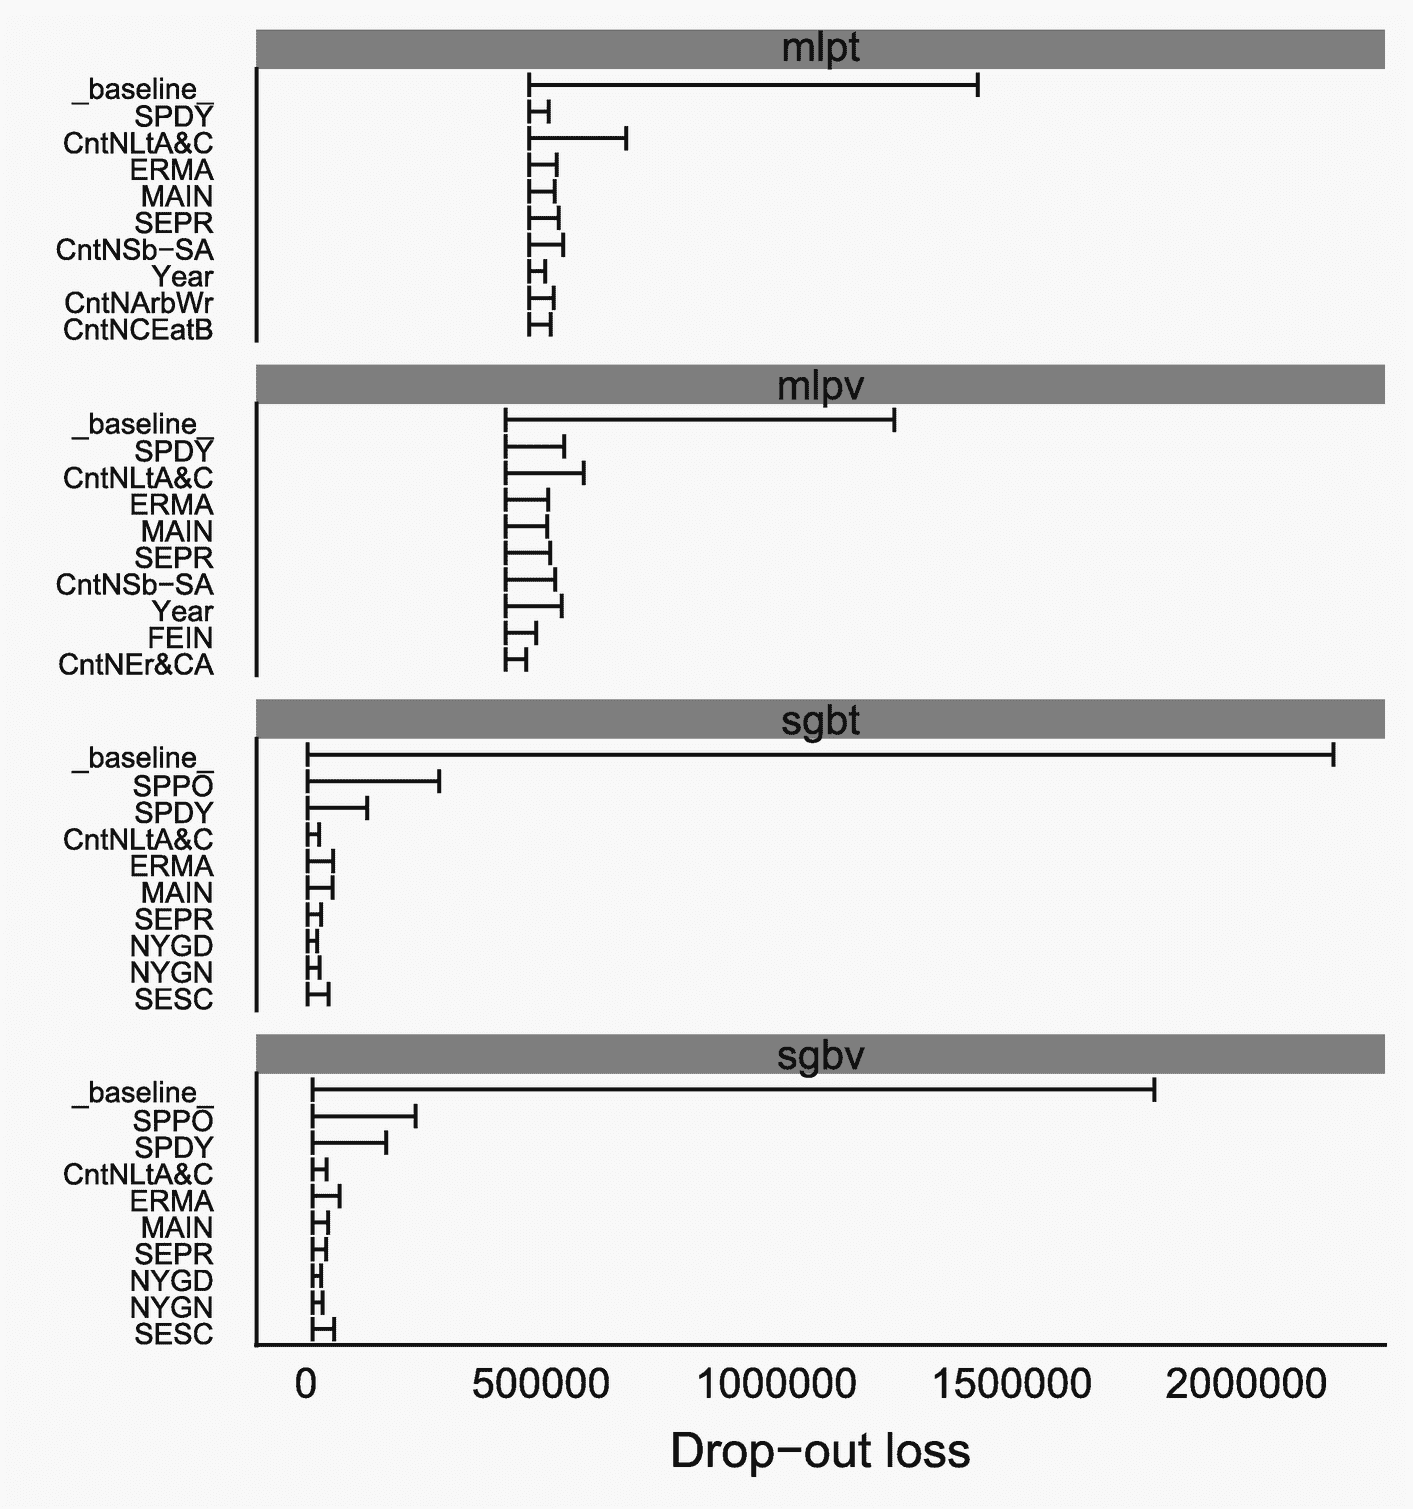 mlpt
_baseline_
SPDY
CntNLtA&C
ERMA
MAIN
SEPR
CntNSb−SA
Year
CntNArbWr
CntNCEatB
mlpv
_baseline_
SPDY
CntNLtA&C
ERMA
MAIN
SEPR
CntNSb−SA
Year
FEIN
CntNEr&CA
sgbt
_baseline_
SPPO
SPDY
CntNLtA&C
ERMA
MAIN
SEPR
NYGD
NYGN
SESC
sgbv
_baseline_
SPPO
SPDY
CntNLtA&C
ERMA
MAIN
SEPR
NYGD
NYGN
SESC
0 500000 1000000 1500000 2000000
Drop−out loss